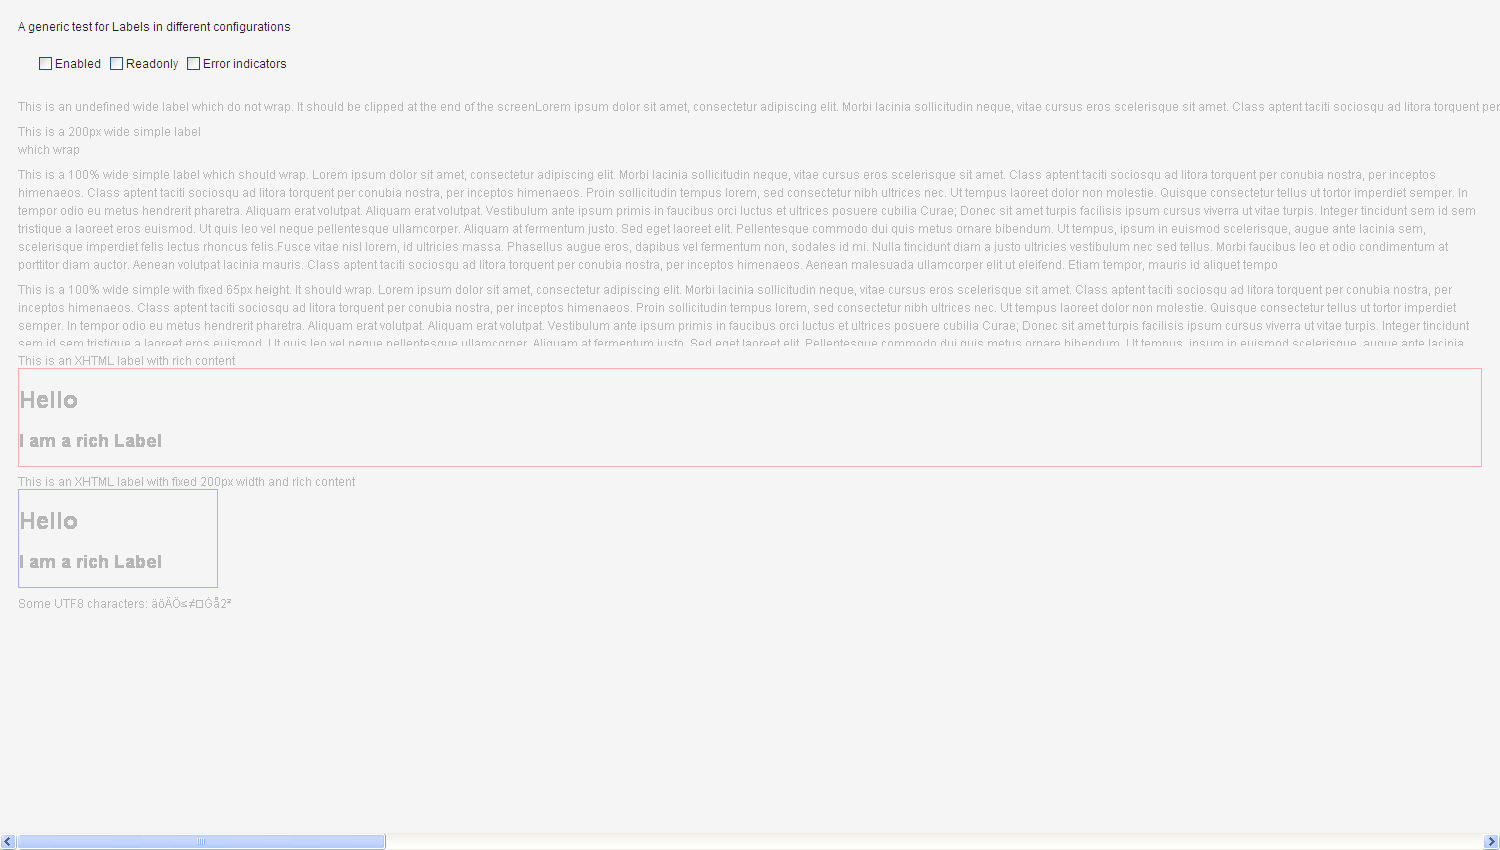 A generic test for Labels in different configurations
Enabled Readonly Error indicators
This is an undefined wide label which do not wrap. It should be clipped at the end of the screenLorem ipsum dolor sit amet, consectetur adipiscing elit. Morbi lacinia sollicitudin neque, vitae cursus eros scelerisque sit amet. Class aptent taciti sociosqu ad litora torquent per
This is a 200px wide simple label
which wrap
This is a 100% wide simple label which should wrap. Lorem ipsum dolor sit amet, consectetur adipiscing elit. Morbi lacinia sollicitudin neque, vitae cursus eros scelerisque sit amet. Class aptent taciti sociosqu ad litora torquent per conubia nostra, per inceptos
himenaeos. Class aptent taciti sociosqu ad litora torquent per conubia nostra, per inceptos himenaeos. Proin sollicitudin tempus lorem, sed consectetur nibh ultrices nec. Ut tempus laoreet dolor non molestie. Quisque consectetur tellus ut tortor imperdiet semper. In
tempor odio eu metus hendrerit pharetra. Aliquam erat volutpat. Aliquam erat volutpat. Vestibulum ante ipsum primis in faucibus orci luctus et ultrices posuere cubilia Curae; Donec sit amet turpis facilisis ipsum cursus viverra ut vitae turpis. Integer tincidunt sem id sem
tristique a laoreet eros euismod. Ut quis leo vel neque pellentesque ullamcorper. Aliquam at fermentum justo. Sed eget laoreet elit. Pellentesque commodo dui quis metus ornare bibendum. Ut tempus, ipsum in euismod scelerisque, augue ante lacinia sem,
scelerisque imperdiet felis lectus rhoncus felis.Fusce vitae nisl lorem, id ultricies massa. Phasellus augue eros, dapibus vel fermentum non, sodales id mi. Nulla tincidunt diam a justo ultricies vestibulum nec sed tellus. Morbi faucibus leo et odio condimentum at
porttitor diam auctor. Aenean volutpat lacinia mauris. Class aptent taciti sociosqu ad litora torquent per conubia nostra, per inceptos himenaeos. Aenean malesuada ullamcorper elit ut eleifend. Etiam tempor, mauris id aliquet tempo
This is a 100% wide simple with fixed 65px height. It should wrap. Lorem ipsum dolor sit amet, consectetur adipiscing elit. Morbi lacinia sollicitudin neque, vitae cursus eros scelerisque sit amet. Class aptent taciti sociosqu ad litora torquent per conubia nostra, per
inceptos himenaeos. Class aptent taciti sociosqu ad litora torquent per conubia nostra, per inceptos himenaeos. Proin sollicitudin tempus lorem, sed consectetur nibh ultrices nec. Ut tempus laoreet dolor non molestie. Quisque consectetur tellus ut tortor imperdiet
semper. In tempor odio eu metus hendrerit pharetra. Aliquam erat volutpat. Aliquam erat volutpat. Vestibulum ante ipsum primis in faucibus orci luctus et ultrices posuere cubilia Curae; Donec sit amet turpis facilisis ipsum cursus viverra ut vitae turpis. Integer tincidunt
sem id sem tristique a laoreet eros euismod. Ut quis leo vel neque pellentesque ullamcorper. Aliquam at fermentum justo. Sed eget laoreet elit. Pellentesque commodo dui quis metus ornare bibendum. Ut tempus, ipsum in euismod scelerisque, augue ante lacinia
This is an XHTML label with rich content
Hello
I am a rich Label
This is an XHTML label with fixed 200px width and rich content
Hello
I am a rich Label
Some UTF8 characters: äöÄÖ≤≠□Ġå2²